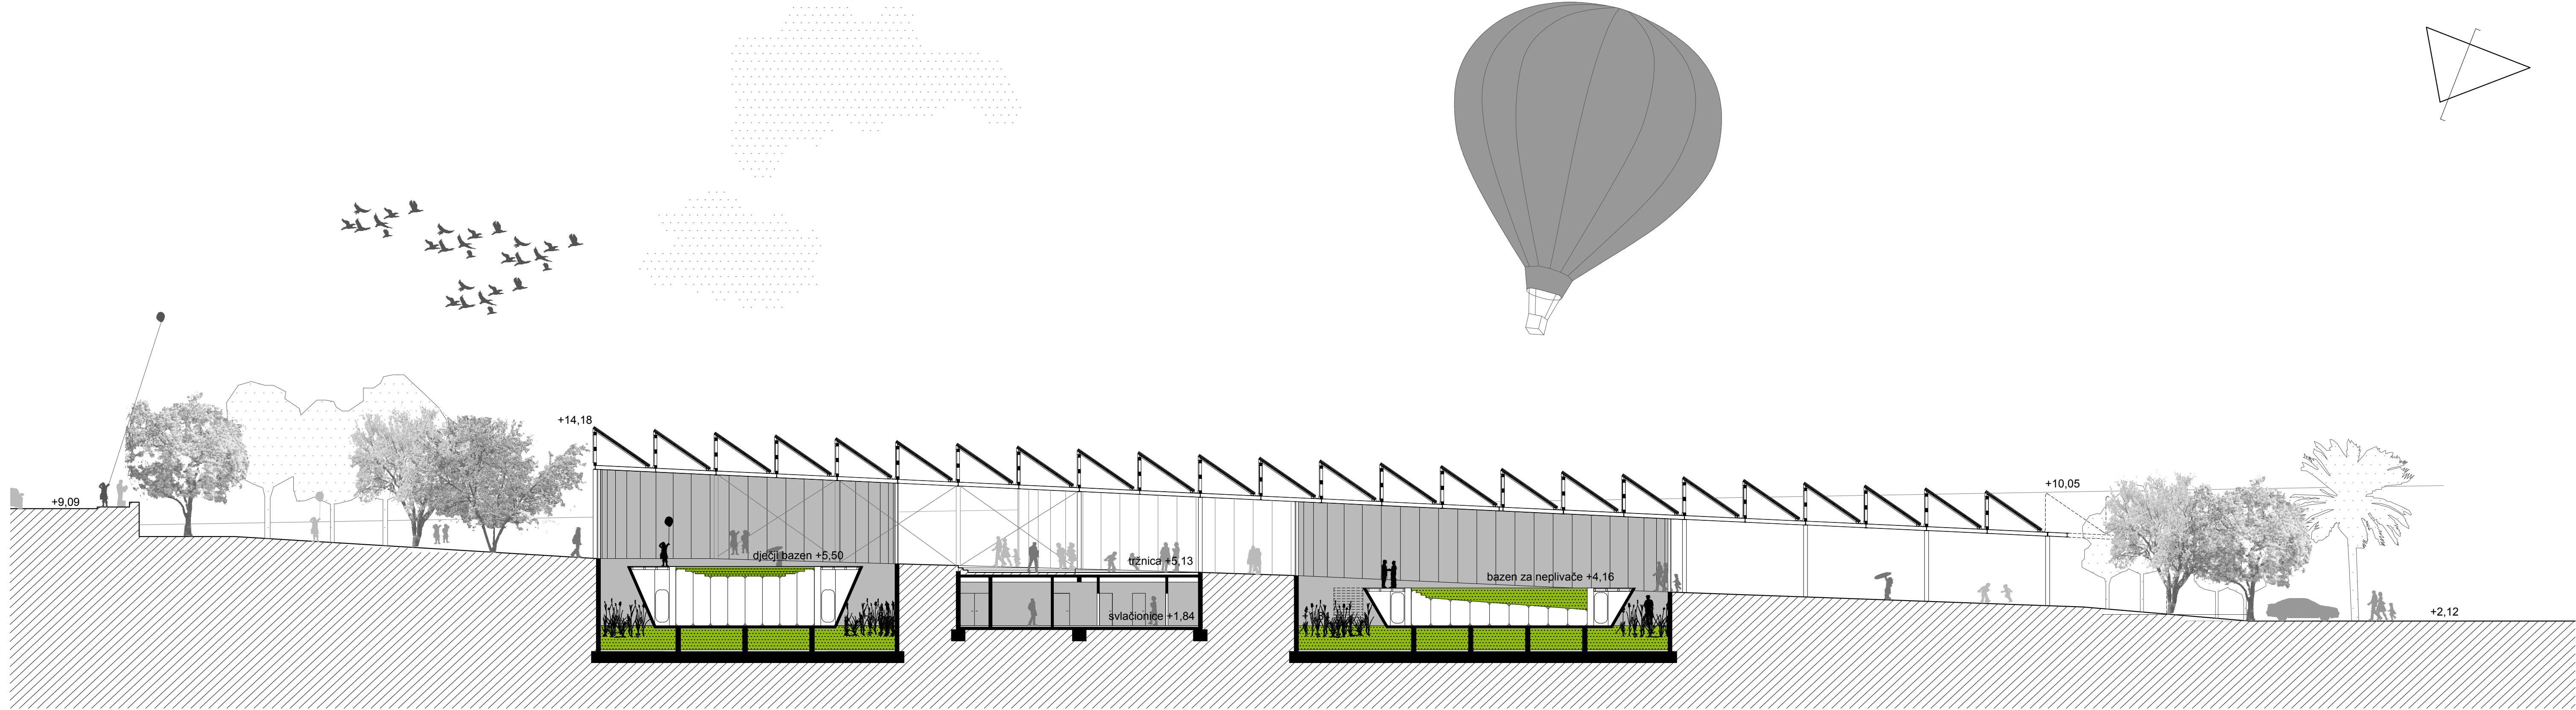 +14,18
+9,09
+10,05
dječji bazen +5,50
tržnica +5,13
bazen za neplivače +4,16
svlačionice +1,84
+2,12